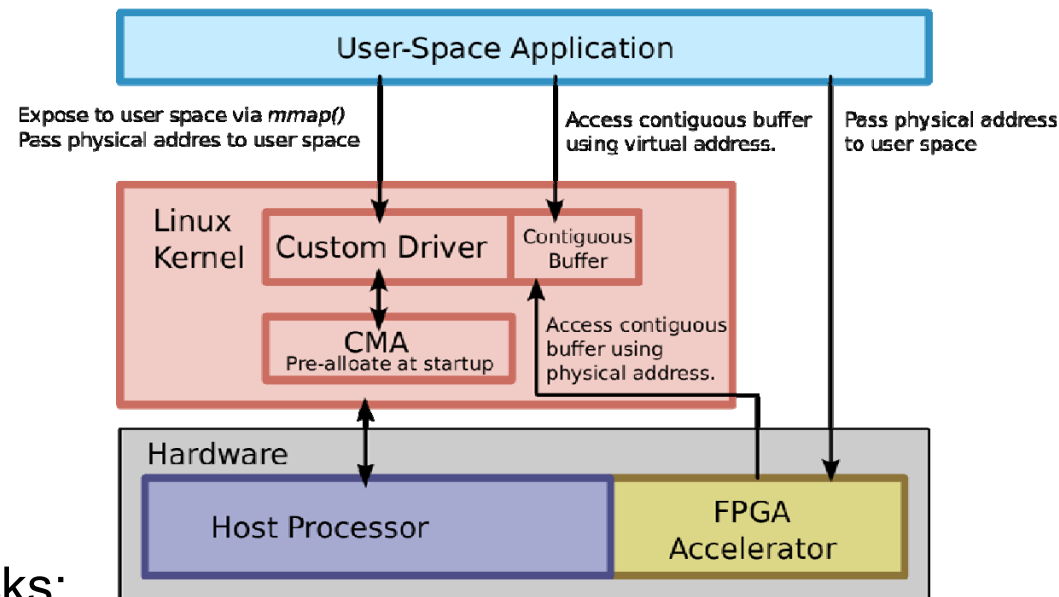 User-Space Application
Expose to user space via mmap()
Pass physical addres to user space
Access contiguous buffer
using virtual address.
Pass physical address
to user space
Linux
Kernel
Custom Driver
Contiguous
Buffer
CMA
Pre-alloate at startup
Access contiguous
buffer using
physical address.
Hardware
Host Processor
FPGA
Accelerator
ks: